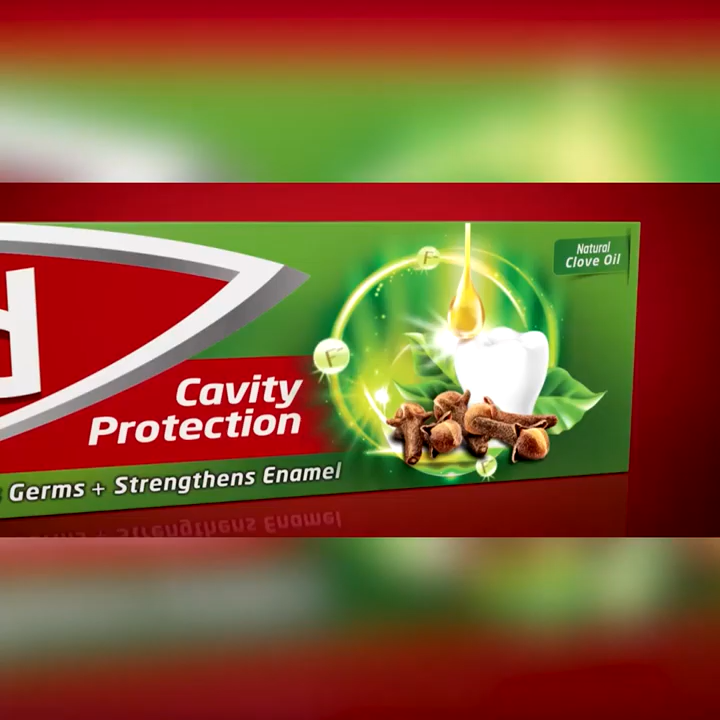 d
Natural
Clove Oil
F
F
Cavity
Protection
Germs + Strengthens Enamel
F